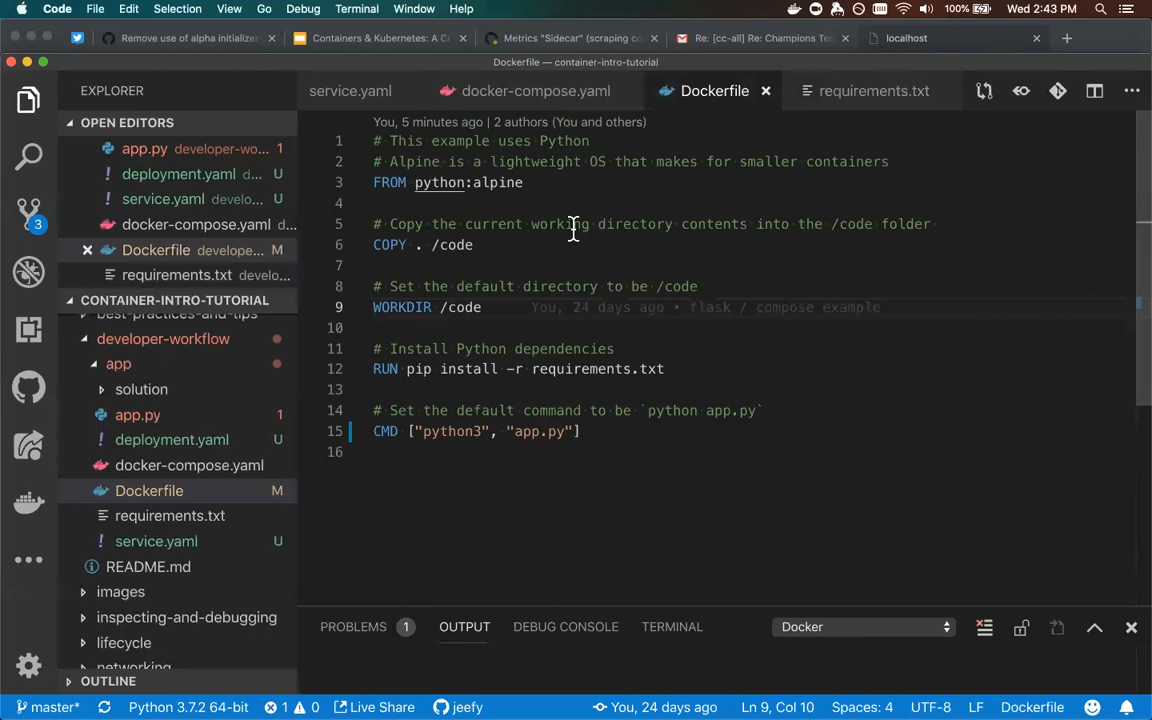 Code File Edit Selection View Go Debug Terminal Window Help 100% Wed 2:43 PM
Remove use of alpha initialize × Containers & Kubernetes: A C × Metrics "Sidecar" (scraping co × Re: [cc-all] Re: Champions Te × localhost × +
Dockerfile — container-intro-tutorial
EXPLORER
service.yaml docker-compose.yaml Dockerfile × requirements.txt ...
OPEN EDITORS
app.py developer-wo... 1
! deployment.yaml d...
! service.yaml develo...
docker-compose.yaml d...
× Dockerfile develope...
requirements.txt develo...
CONTAINER-INTRO-TUTORIAL
best-practices-and-tips
developer-workflow
app
solution
app.py 1
deployment.yaml U
docker-compose.yaml
Dockerfile M
requirements.txt
! service.yaml U
README.md
images
inspecting-and-debugging
lifecycle
networking
OUTLINE
3
You, 5 minutes ago | 2 authors (You and others)
1 # This example uses Python
2 # Alpine is a lightweight OS that makes for smaller containers
3 FROM python:alpine
4
5 # Copy the current working directory contents into the /code folder
6 COPY . /code
7
8 # Set the default directory to be /code
9 WORKDIR /code You, 24 days ago • flask / compose example
10
11 # Install Python dependencies
12 RUN pip install -r requirements.txt
13
14 # Set the default command to be `python app.py`
15 CMD ["python3", "app.py"]
16
PROBLEMS 1 OUTPUT DEBUG CONSOLE TERMINAL Docker
master* Python 3.7.2 64-bit 1 0 Live Share jeefy You, 24 days ago Ln 9, Col 10 Spaces: 4 UTF-8 LF Dockerfile